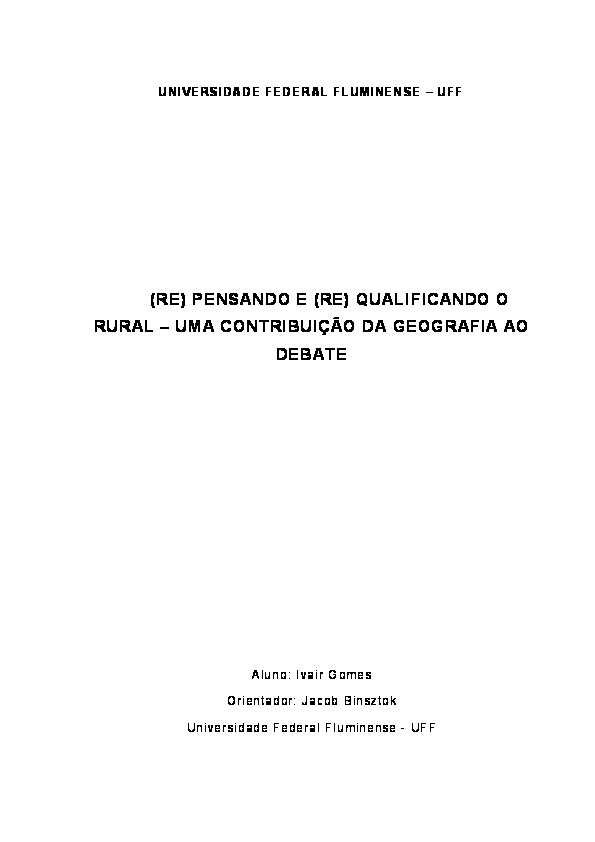 UNIVERSIDADE FEDERAL FLUMINENSE – UFF
(RE) PENSANDO E (RE) QUALIFICANDO O
RURAL – UMA CONTRIBUIÇÃO DA GEOGRAFIA AO
DEBATE
Aluno: Ivair Gomes
Orientador: Jacob Binsztok
Universidade Federal Fluminense - UFF